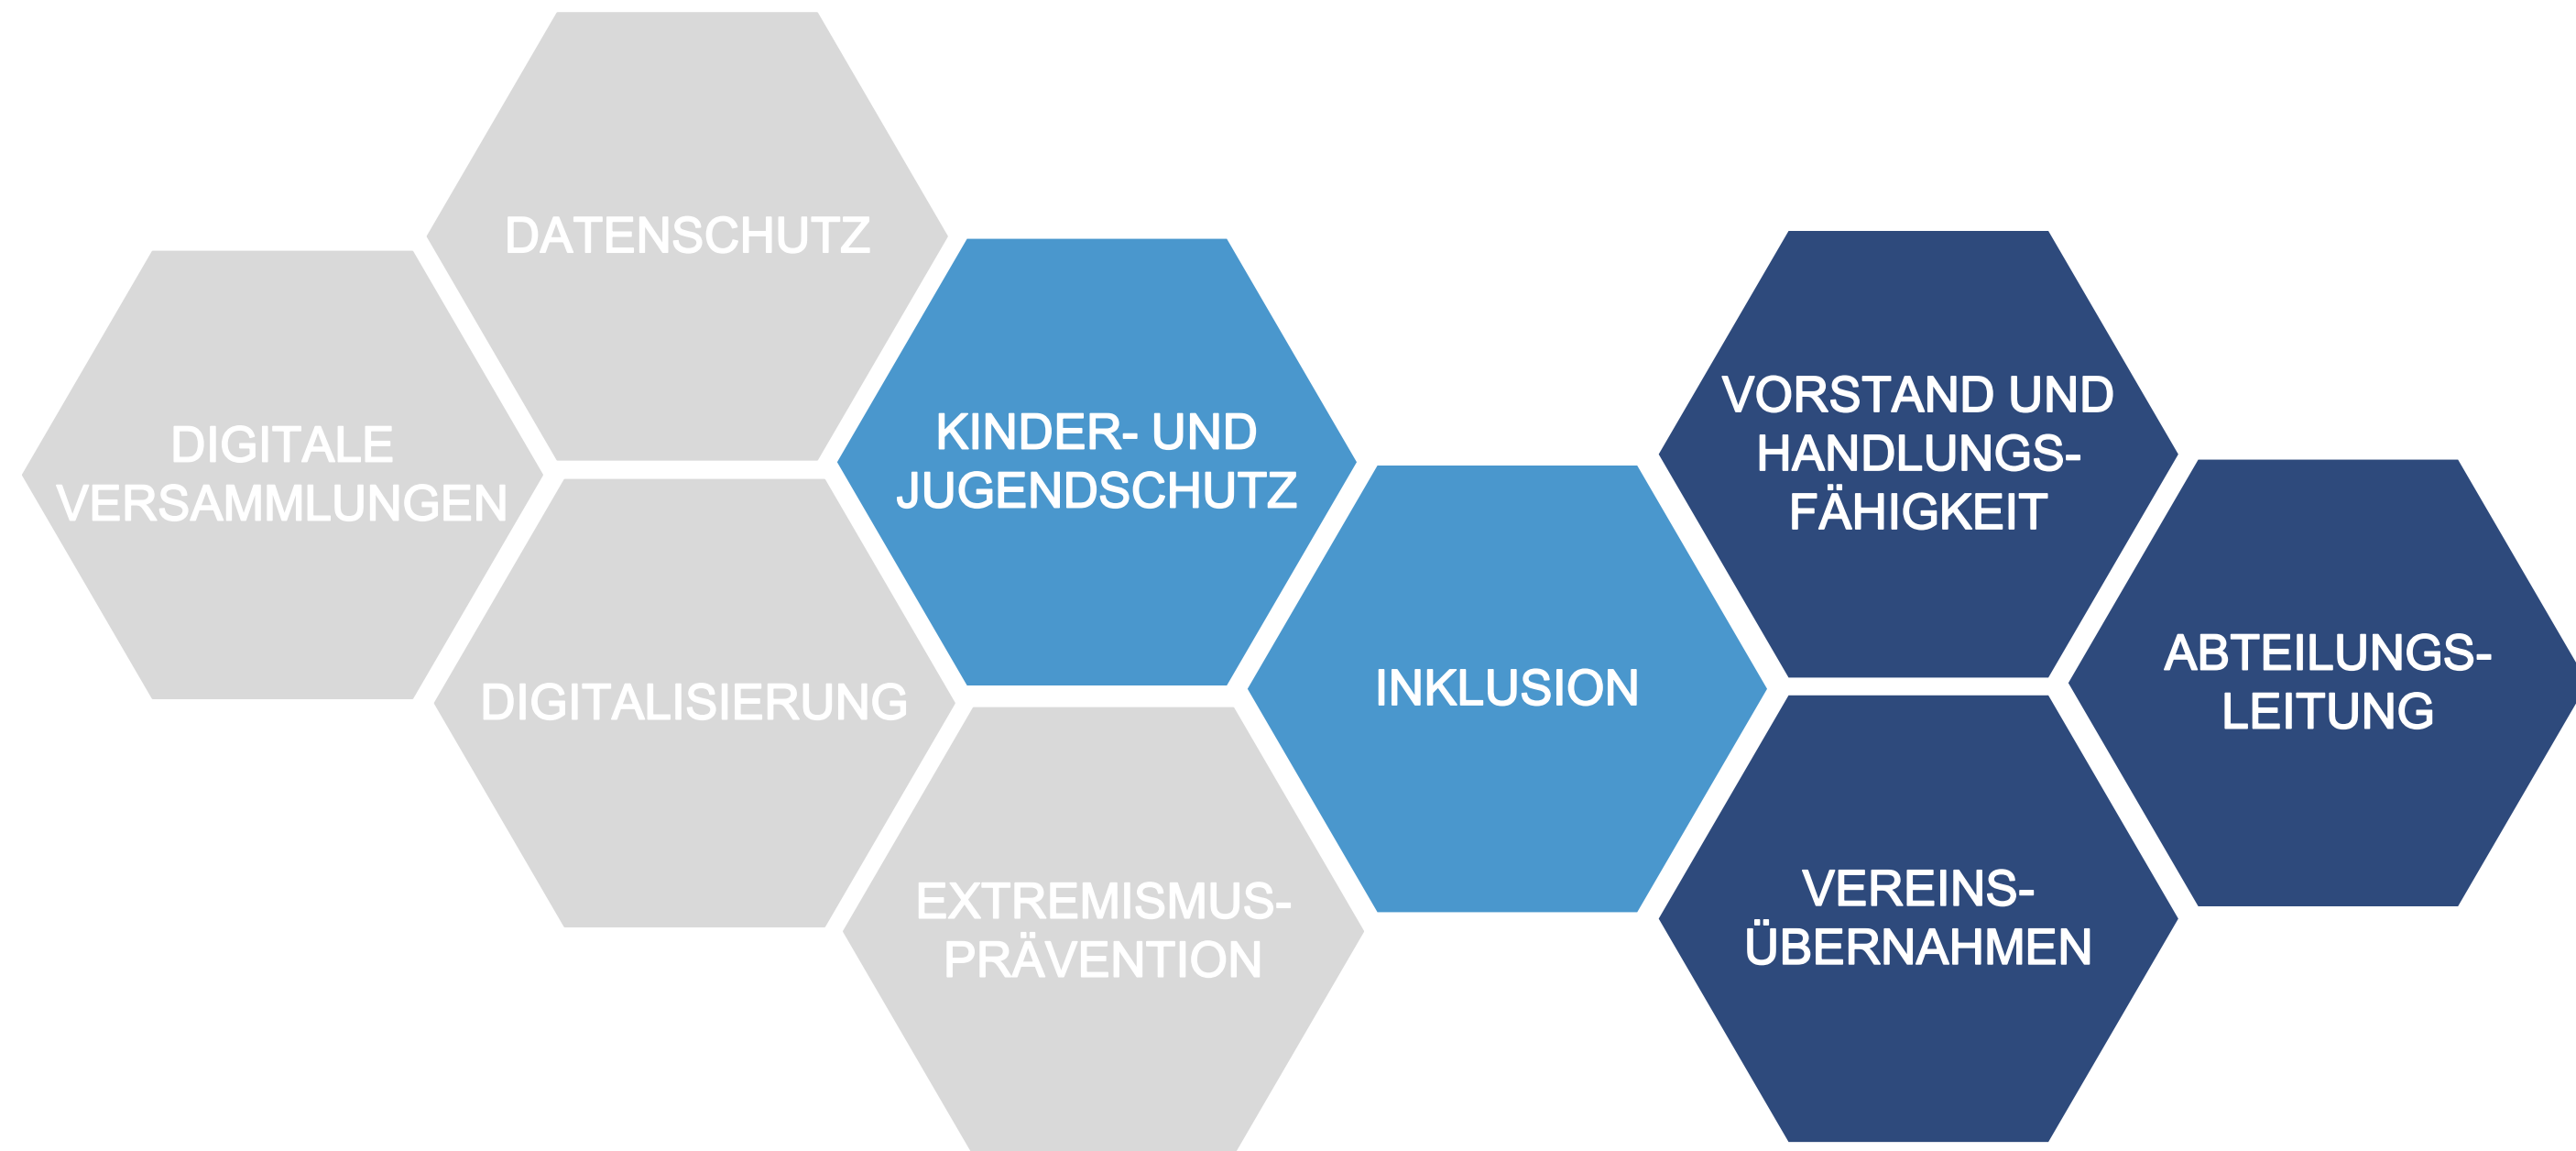 DATENSCHUTZ
DIGITALE
VERSAMMLUNGEN
KINDER- UND
JUGENDSCHUTZ
VORSTAND UND
HANDLUNGS-
FÄHIGKEIT
DIGITALISIERUNG
INKLUSION
ABTEILUNGS-
LEITUNG
EXTREMISMUS-
PRÄVENTION
VEREINS-
ÜBERNAHMEN